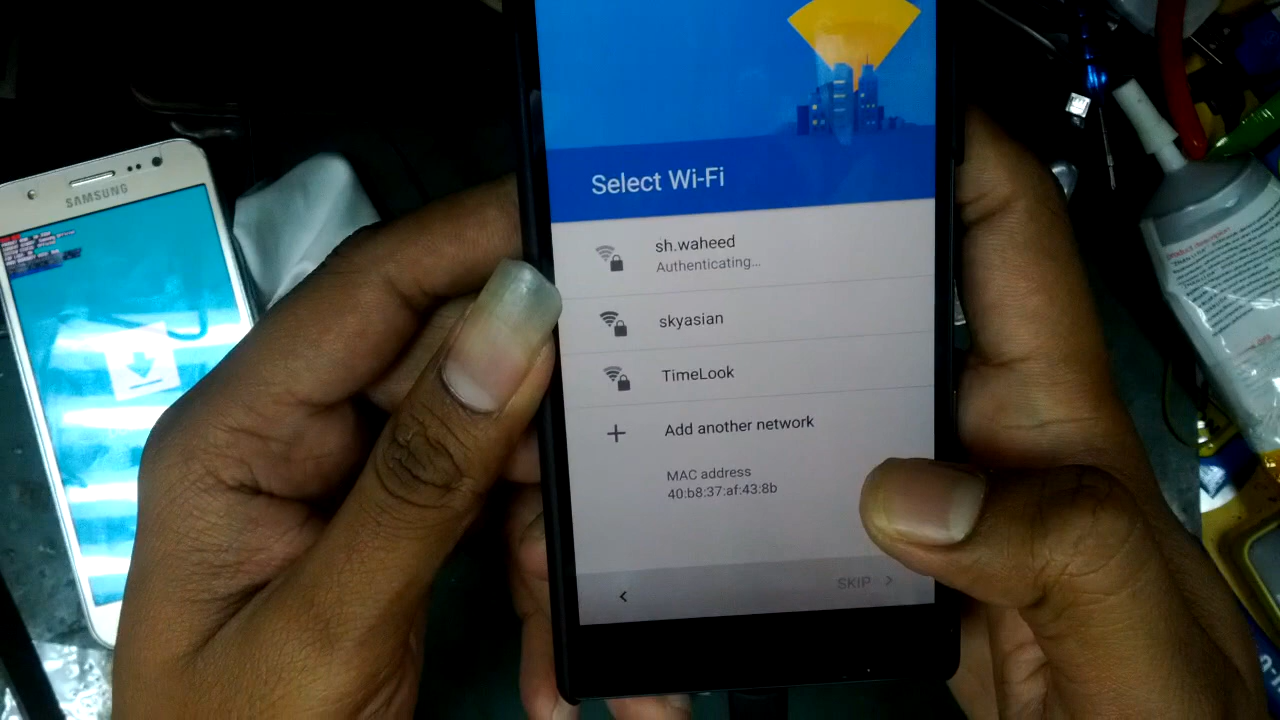 SAMSUNG
Select Wi-Fi
sh.waheed
Authenticating...
skyasian
TimeLook
Add another network
MAC address
40:b8:37:af:43:8b
SKIP